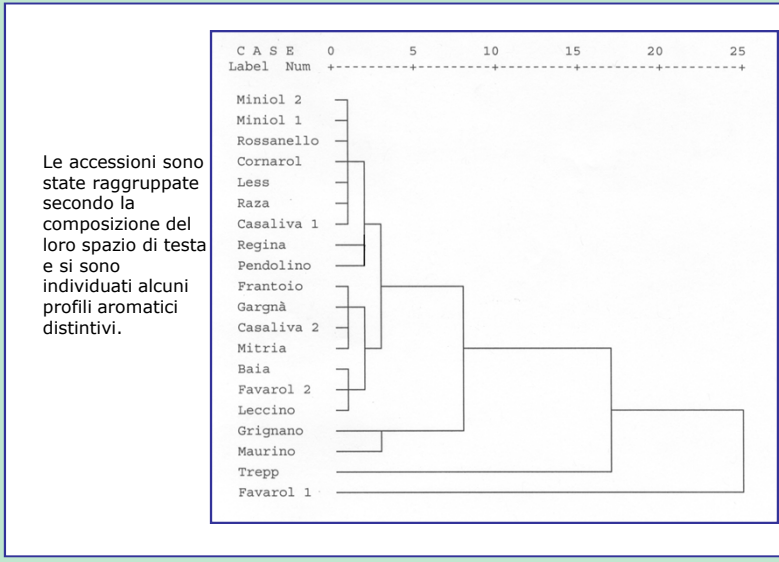 Le accessioni sono
state raggruppate
secondo la
composizione del
loro spazio di testa
e si sono
individuati alcuni
profili aromatici
distintivi.
C A S E 0 5 10 15 20 25
Label Num +---------+---------+---------+---------+---------+
Miniol 2
Miniol 1
Rossanello
Cornarol
Less
Raza
Casaliva 1
Regina
Pendolino
Frantoio
Gargnà
Casaliva 2
Mitria
Baia
Favarol 2
Leccino
Grignano
Maurino
Trepp
Favarol 1